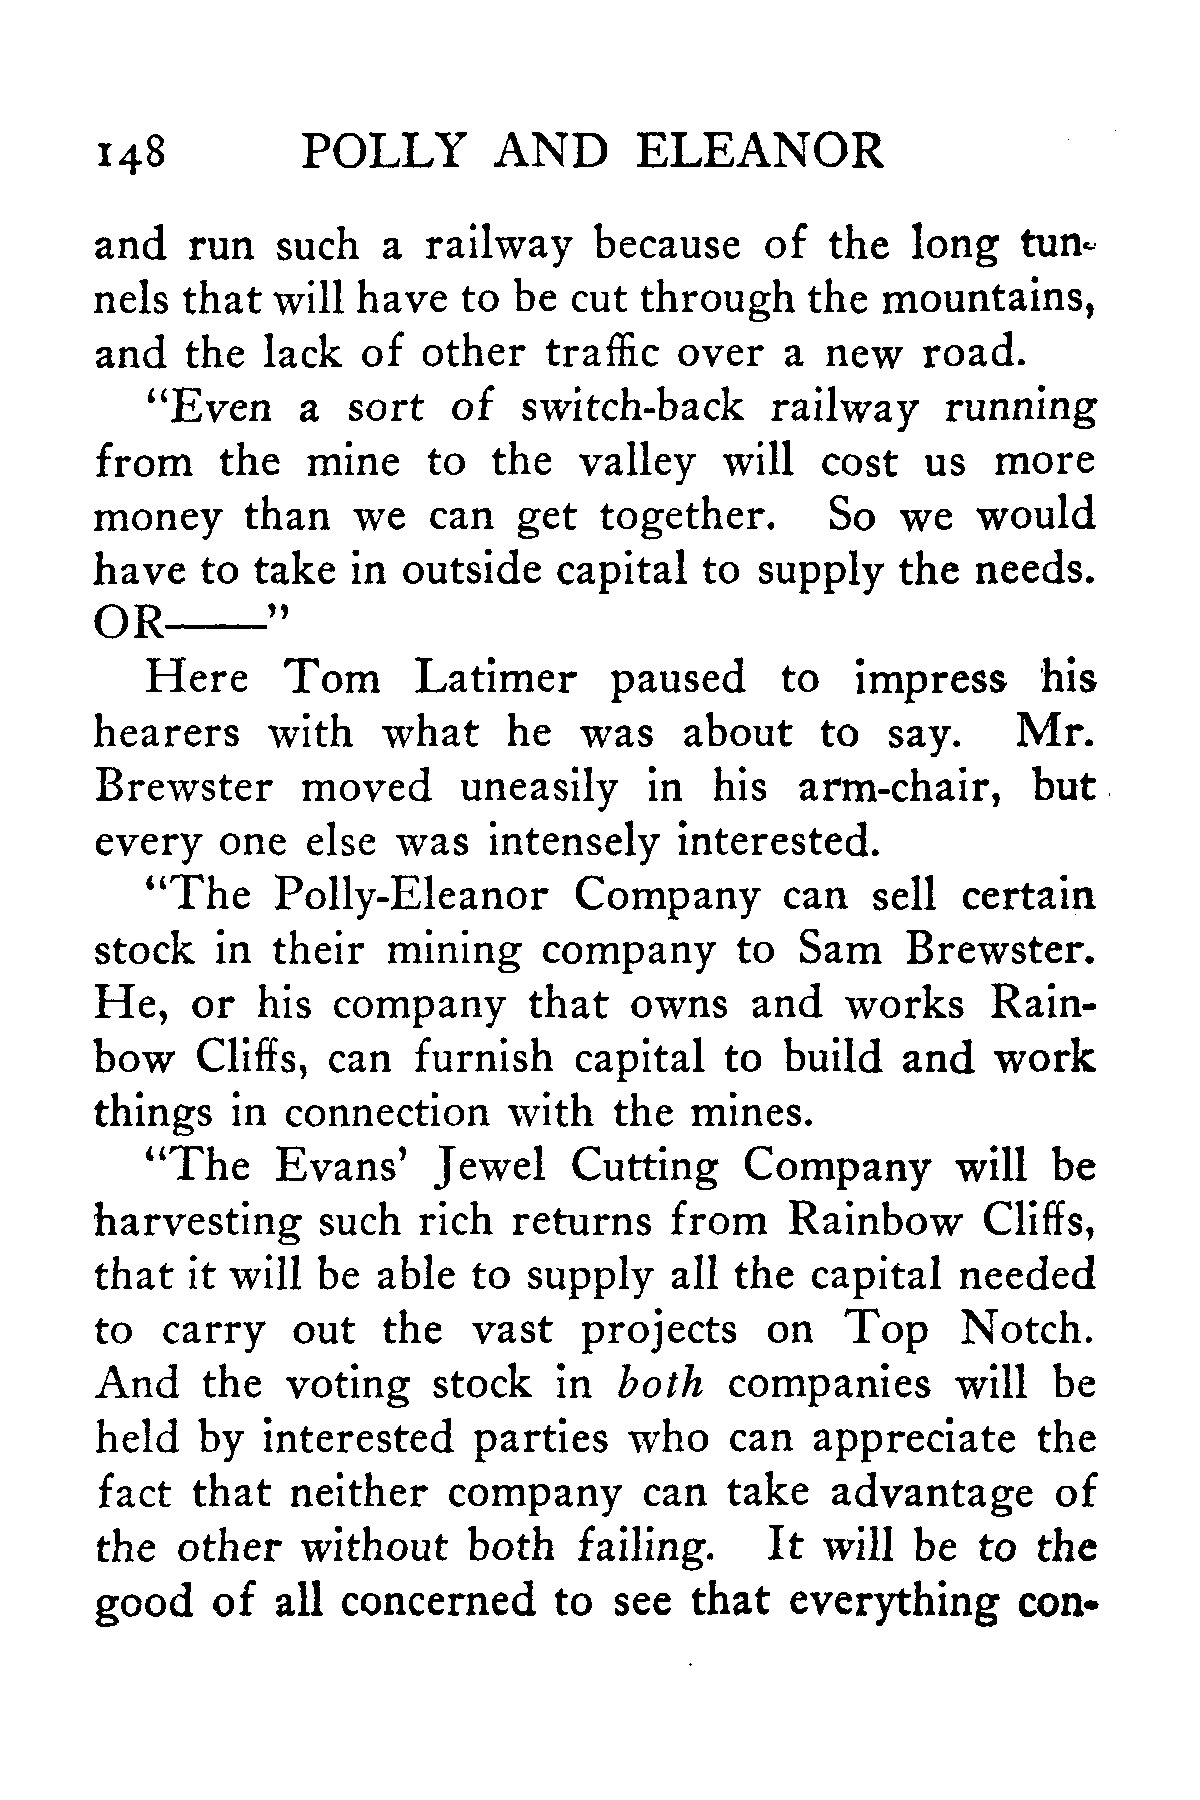 148 POLLY AND ELEANOR
and run such a railway because of the long tun-
nels that will have to be cut through the mountains,
and the lack of other traffic over a new road.
“Even a sort of switch-back railway running
from the mine to the valley will cost us more
money than we can get together. So we would
have to take in outside capital to supply the needs.
OR——”
Here Tom Latimer paused to impress his
hearers with what he was about to say. Mr.
Brewster moved uneasily in his arm-chair, but
every one else was intensely interested.
“The Polly-Eleanor Company can sell certain
stock in their mining company to Sam Brewster.
He, or his company that owns and works Rain-
bow Cliffs, can furnish capital to build and work
things in connection with the mines.
“The Evans’ Jewel Cutting Company will be
harvesting such rich returns from Rainbow Cliffs,
that it will be able to supply all the capital needed
to carry out the vast projects on Top Notch.
And the voting stock in both companies will be
held by interested parties who can appreciate the
fact that neither company can take advantage of
the other without both failing. It will be to the
good of all concerned to see that everything con-